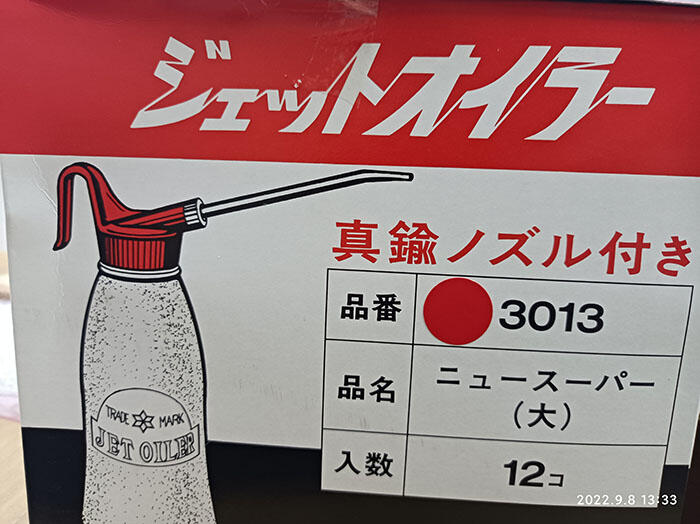 ジェットオイラー
真鍮ノズル付き
品番 3013
品名 ニュースーパー
(大)
入数 12コ
TRADE MARK
JET OILER
2022.9.8 13:33